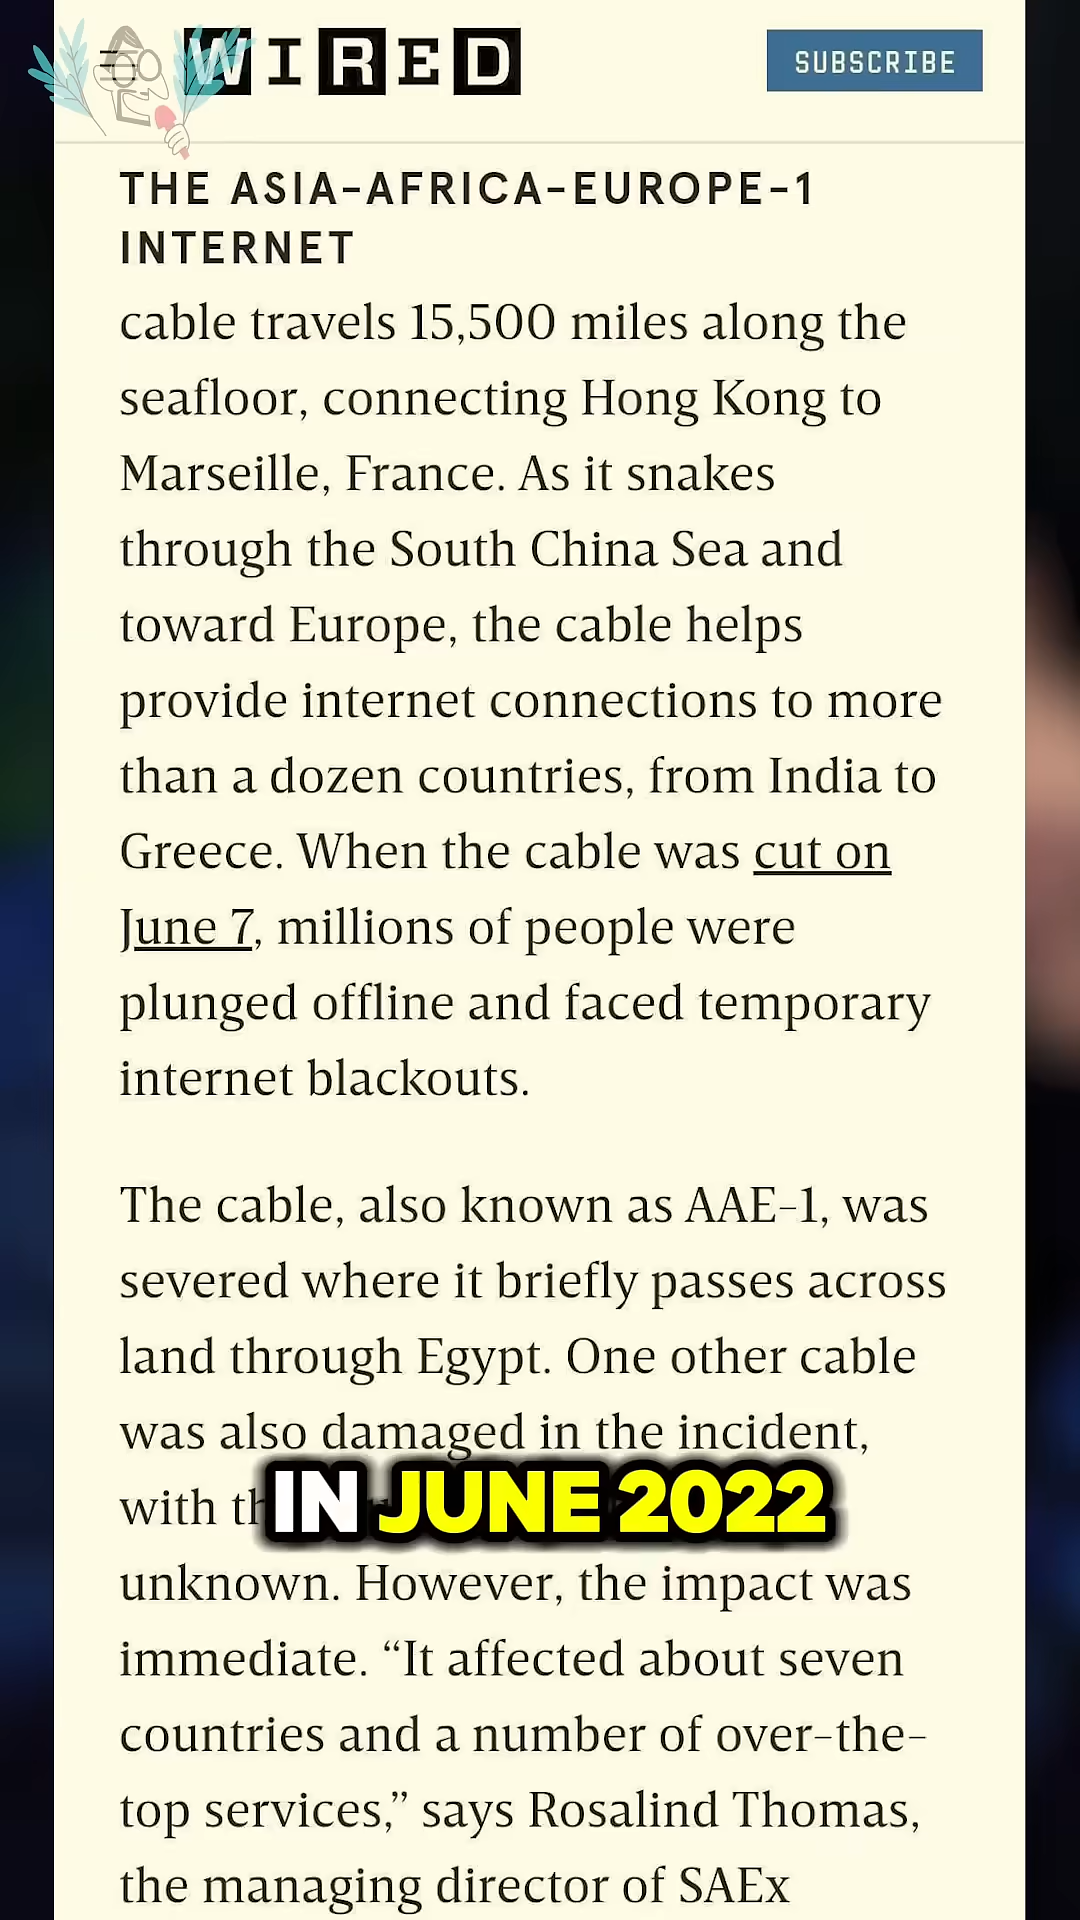 WIRED
SUBSCRIBE
THE ASIA-AFRICA-EUROPE-1
INTERNET
cable travels 15,500 miles along the
seafloor, connecting Hong Kong to
Marseille, France. As it snakes
through the South China Sea and
toward Europe, the cable helps
provide internet connections to more
than a dozen countries, from India to
Greece. When the cable was cut on
June 7, millions of people were
plunged offline and faced temporary
internet blackouts.
The cable, also known as AAE-1, was
severed where it briefly passes across
land through Egypt. One other cable
was also damaged in the incident,
with
IN JUNE 2022
unknown. However, the impact was
immediate. “It affected about seven
countries and a number of over-the-
top services,” says Rosalind Thomas,
the managing director of SAEx